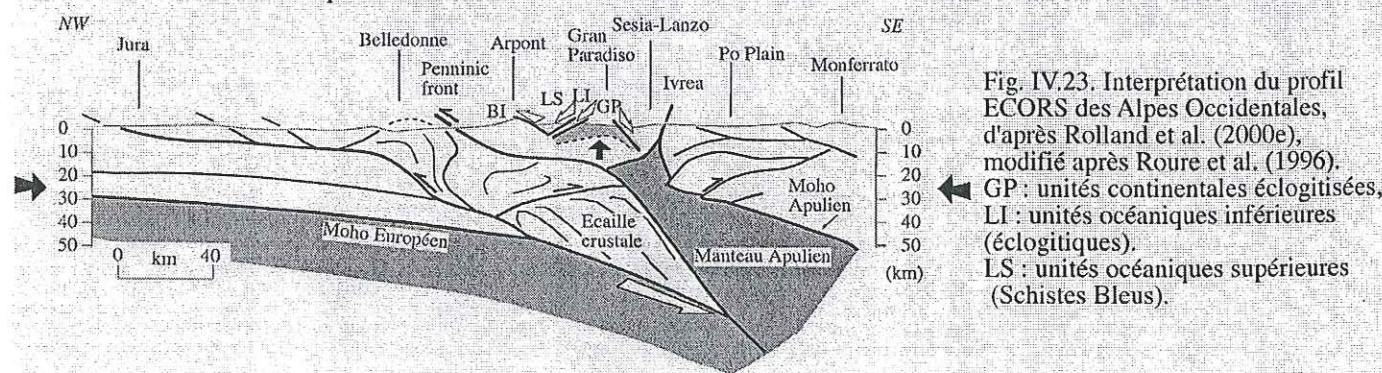 NW
SE
Jura
Belledonne
Penninic
front
Arpont
Gran
Paradiso
Sesia-Lanzo
Ivrea
Po Plain
Monferrato
BI
LS
LI
GP
0
10
20
30
40
50
0
10
20
30
40
50
(km)
Moho Européen
Ecaille
crustale
Manteau Apulien
Moho
Apulien
0 km 40
Fig. IV.23. Interprétation du profil
ECORS des Alpes Occidentales,
d'après Rolland et al. (2000e),
modifié après Roure et al. (1996).
GP : unités continentales éclogitisées,
LI : unités océaniques inférieures
(éclogitiques).
LS : unités océaniques supérieures
(Schistes Bleus).